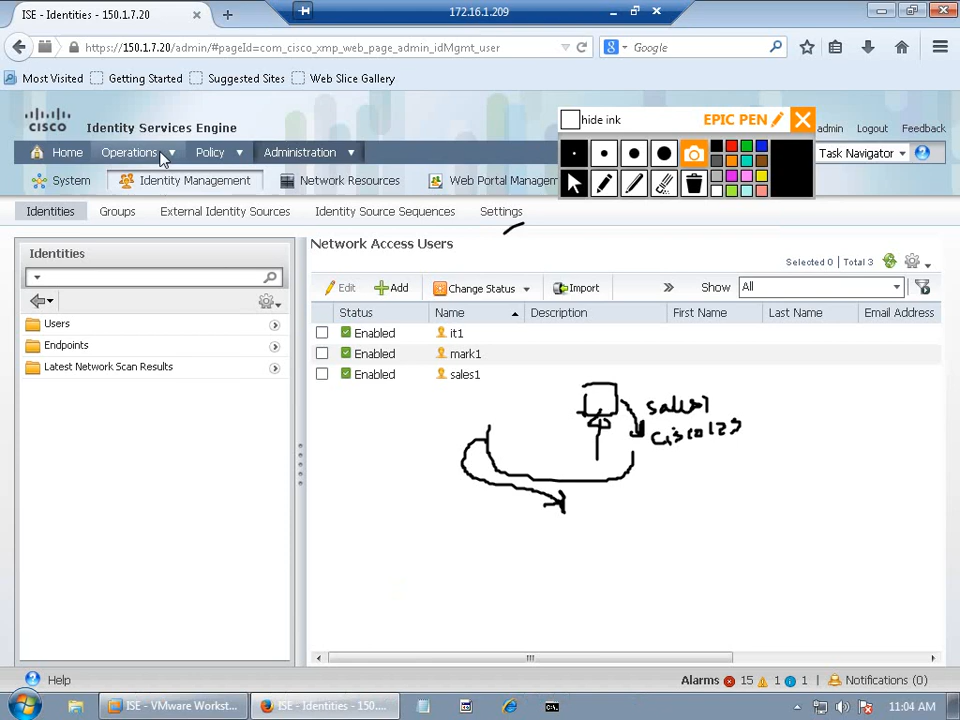 ISE - Identities - 150.1.7.20
172.16.1.209
https://150.1.7.20/admin/#pageId=com_cisco_xmp_web_page_admin_idMgmt_user
Google
Most Visited Getting Started Suggested Sites Web Slice Gallery
CISCO Identity Services Engine
hide ink EPIC PEN
admin Logout Feedback
Home Operations Policy Administration
Task Navigator
System Identity Management Network Resources Web Portal Managem
Identities Groups External Identity Sources Identity Source Sequences Settings
Identities
Network Access Users
Selected 0 | Total 3
Edit Add Change Status Import Show All
Status Name Description First Name Last Name Email Address
Users
Endpoints
Latest Network Scan Results
Enabled it1
Enabled mark1
Enabled sales1
sales1
cisco123
Help
Alarms 15 1 1 Notifications (0)
ISE - VMware Workst...
ISE - Identities - 150....
11:04 AM